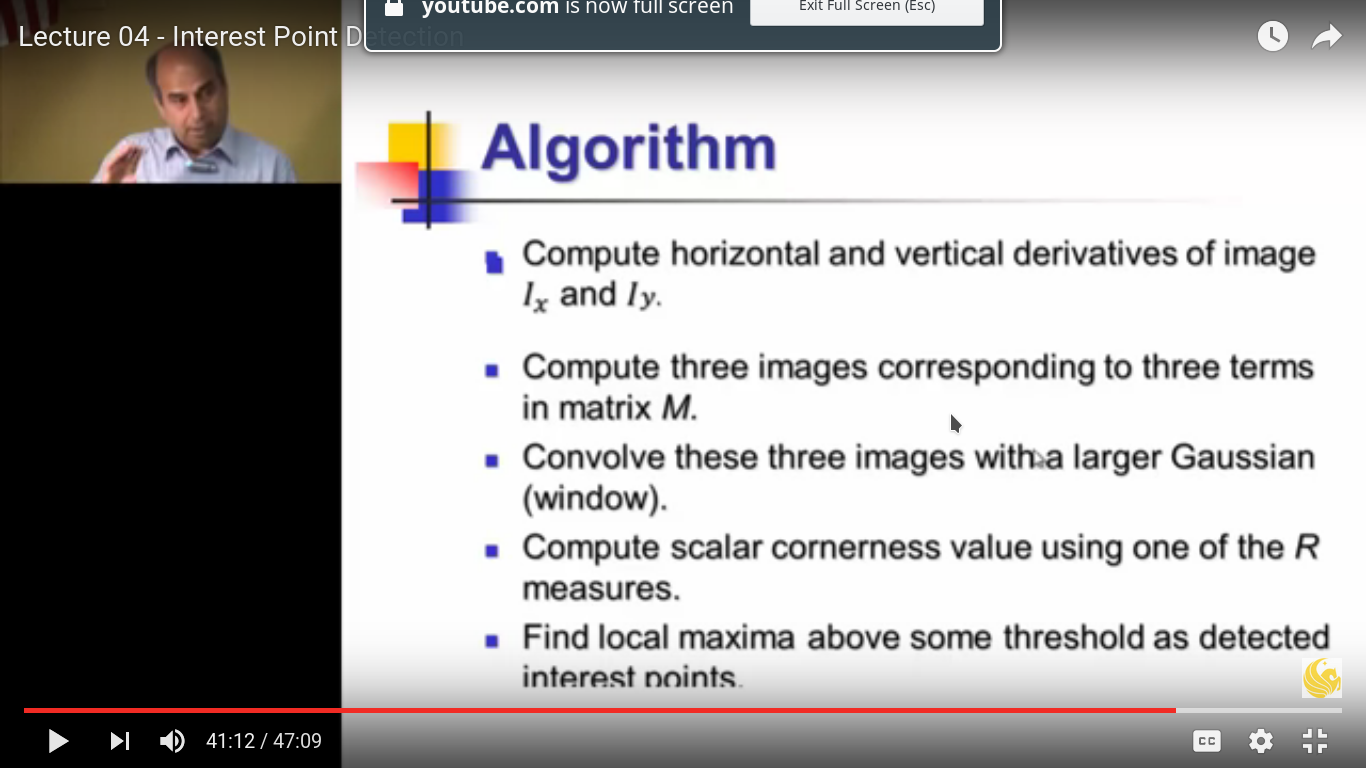 youtube.com is now full screen
Exit Full Screen (Esc)
Lecture 04 - Interest Point Detection
Algorithm
Compute horizontal and vertical derivatives of image
Ix and Iy.
Compute three images corresponding to three terms
in matrix M.
Convolve these three images with a larger Gaussian
(window).
Compute scalar cornerness value using one of the R
measures.
Find local maxima above some threshold as detected
interest points.
41:12 / 47:09
CC